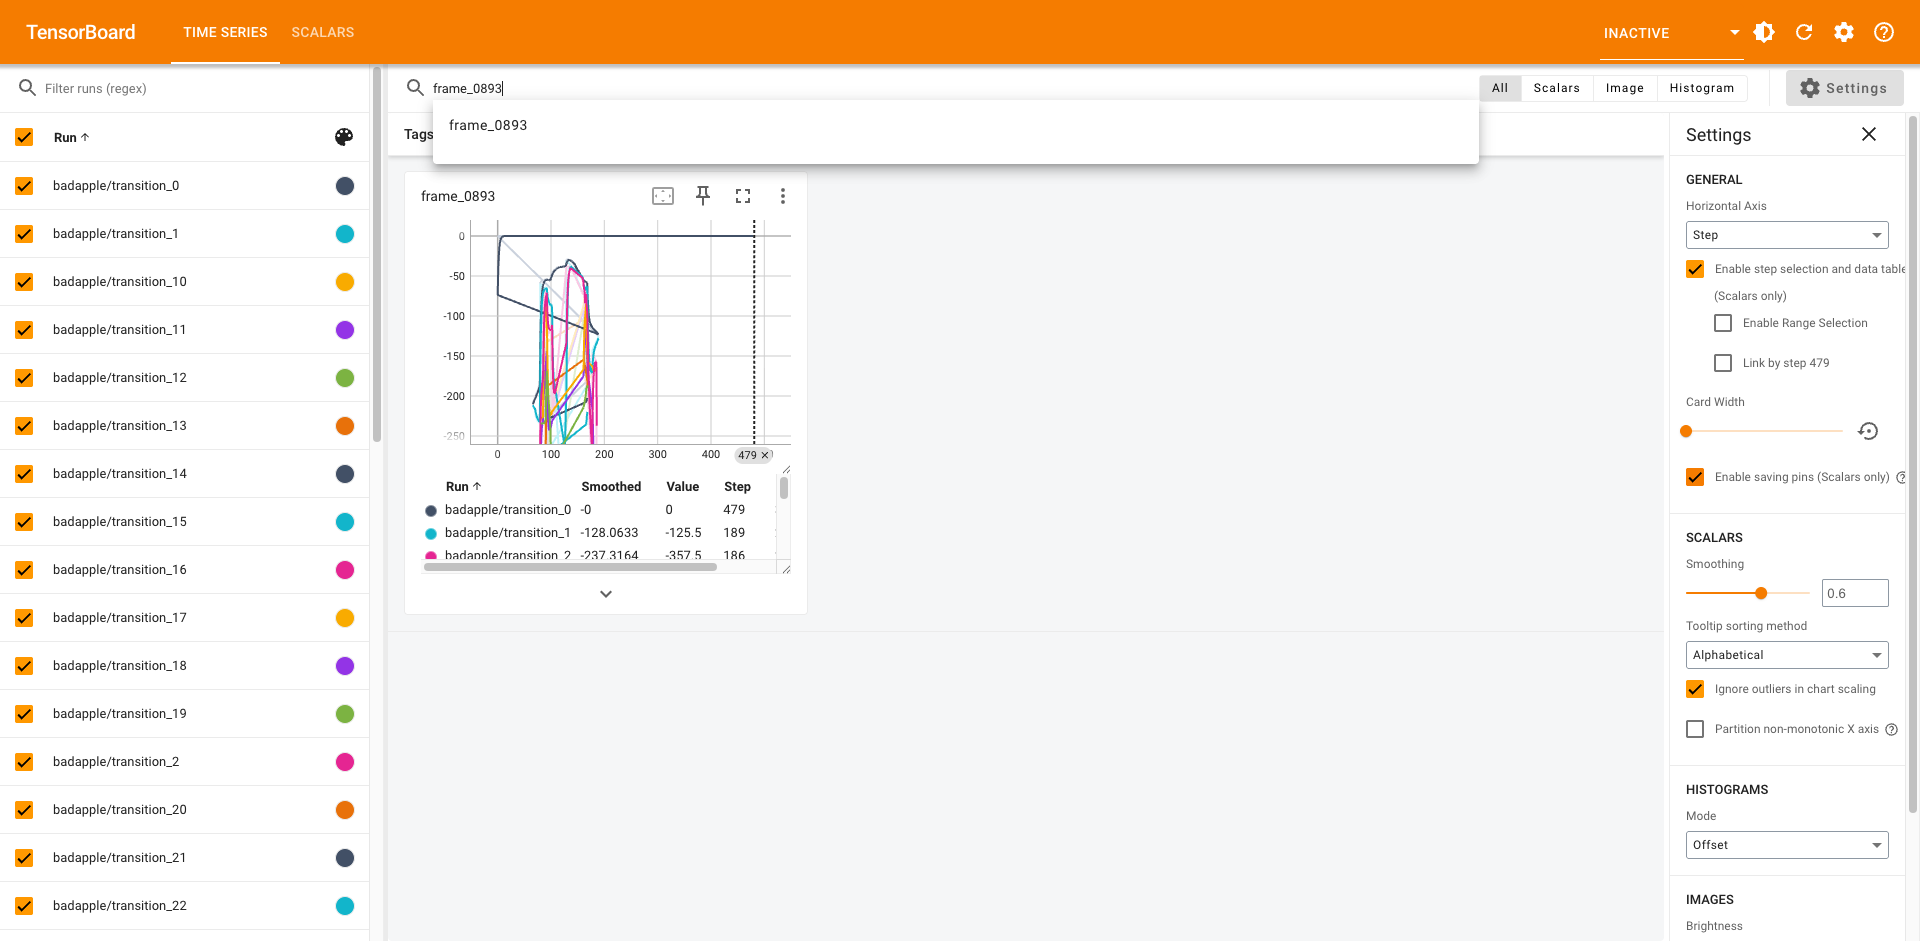 TensorBoard
TIME SERIES
SCALARS
INACTIVE
Filter runs (regex)
Run
badapple/transition_0
badapple/transition_1
badapple/transition_10
badapple/transition_11
badapple/transition_12
badapple/transition_13
badapple/transition_14
badapple/transition_15
badapple/transition_16
badapple/transition_17
badapple/transition_18
badapple/transition_19
badapple/transition_2
badapple/transition_20
badapple/transition_21
badapple/transition_22
frame_0893
All
Scalars
Image
Histogram
Settings
frame_0893
Tags
frame_0893
0
-50
-100
-150
-200
-250
0 100 200 300 400 479
Run Smoothed Value Step
badapple/transition_0 -0 0 479
badapple/transition_1 -128.0633 -125.5 189
badapple/transition_2 -237.3164 -357.5 186
Settings
GENERAL
Horizontal Axis
Step
Enable step selection and data table
(Scalars only)
Enable Range Selection
Link by step 479
Card Width
Enable saving pins (Scalars only)
SCALARS
Smoothing
0.6
Tooltip sorting method
Alphabetical
Ignore outliers in chart scaling
Partition non-monotonic X axis
HISTOGRAMS
Mode
Offset
IMAGES
Brightness